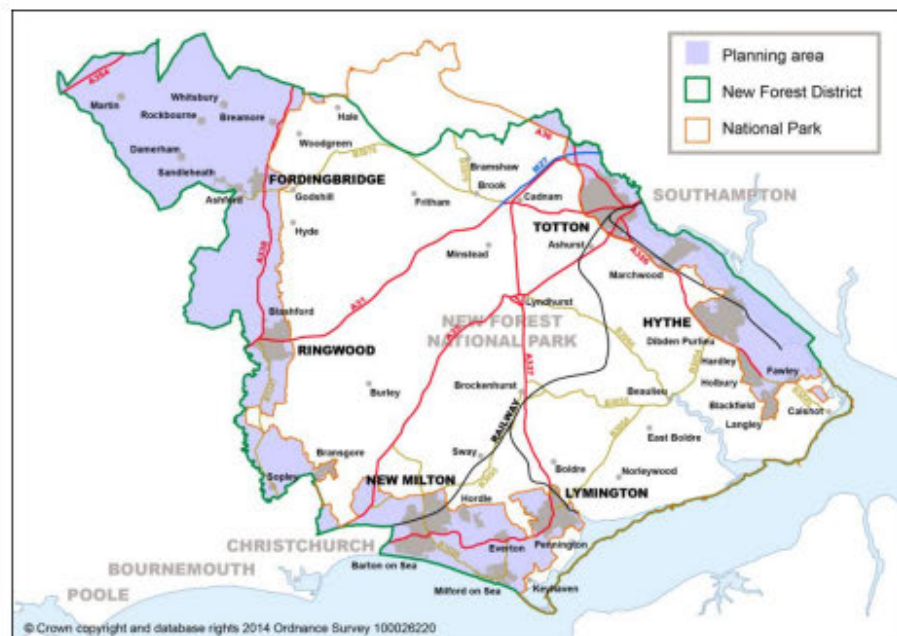 Planning area
New Forest District
National Park
A354
Martin
Whitsbury
Rockbourne
Breamore
Damerham
Sandleheath
FORDINGBRIDGE
Ashford
Godshill
Hale
Woodgreen
Hyde
Fritham
Bramshaw
Brook
Cadnam
A36
M27
SOUTHAMPTON
TOTTON
Ashurst
Minstead
A338
A31
A326
Marchwood
Blashford
RINGWOOD
Lyndhurst
NEW FOREST
NATIONAL PARK
A35
A337
HYTHE
Dibden Purlieu
Hardley
Fawley
Holbury
Blackfield
Calshot
Langley
Burley
Brockenhurst
Beaulieu
RAILWAY
East Boldre
Bransgore
Sway
Boldre
Norleywood
Sopley
NEW MILTON
Hordle
LYMINGTON
CHRISTCHURCH
Everton
Pennington
BOURNEMOUTH
Barton on Sea
Keyhaven
Milford on Sea
POOLE
© Crown copyright and database rights 2014 Ordnance Survey 100026220